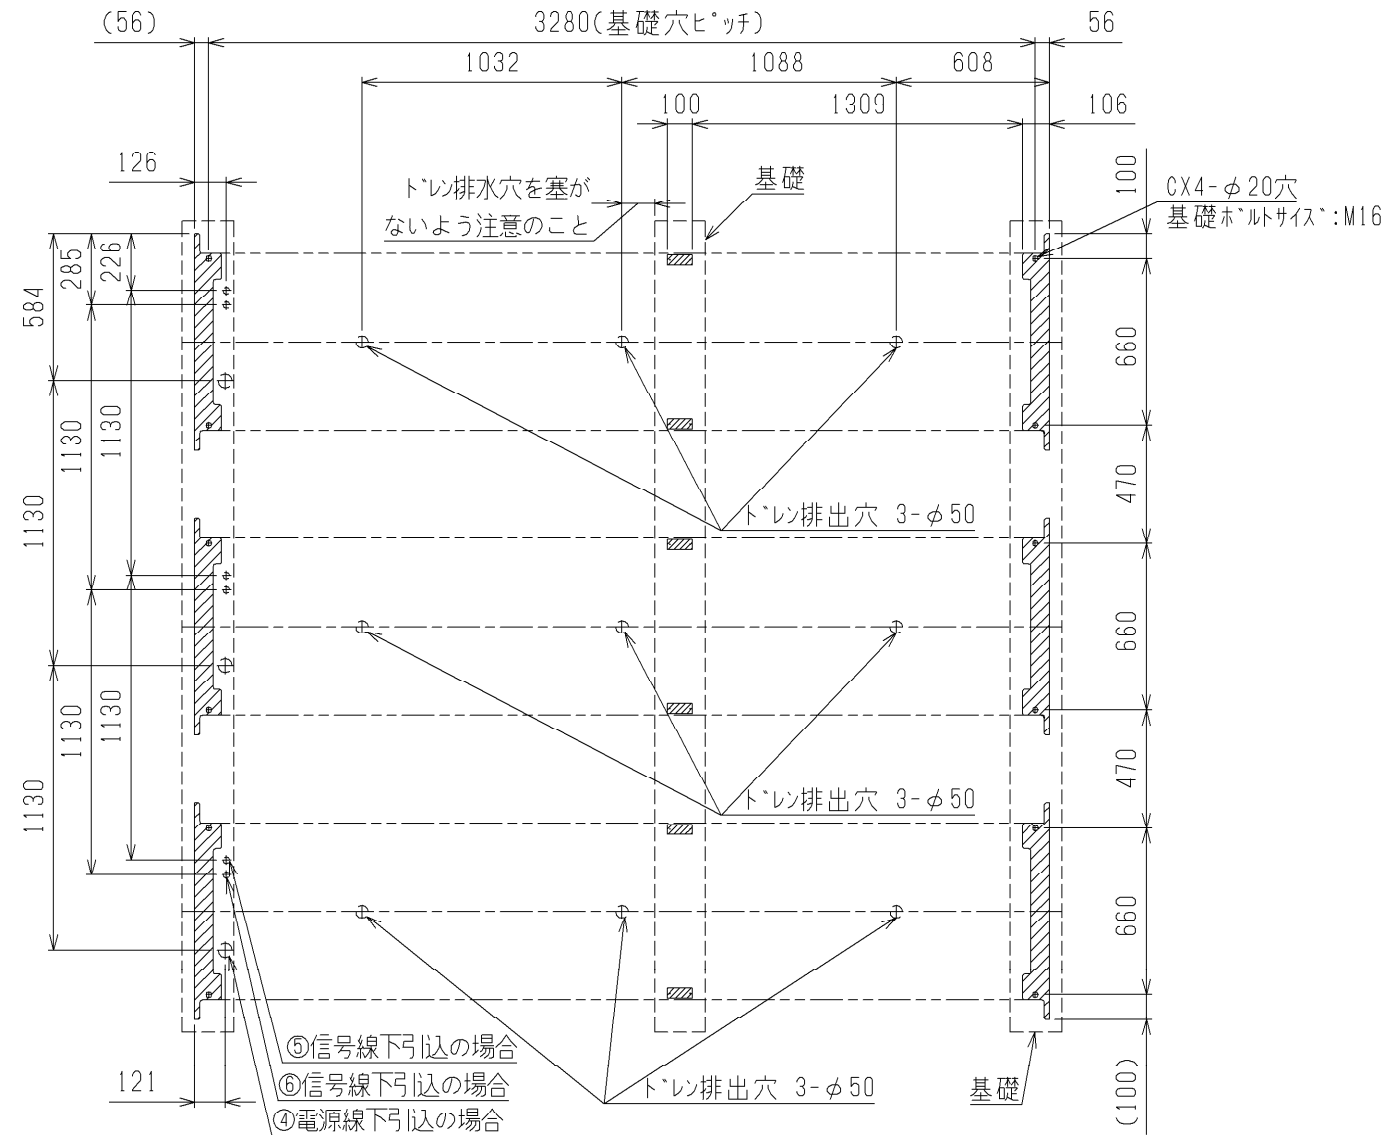 (56)
3280(基礎穴ピッチ)
56
1032
1088
608
100
1309
106
126
ドレン排水穴を塞が
ないよう注意のこと
基礎
100
CX4-φ20穴
基礎ボルトサイズ:M16
584
285
226
660
1130
1130
1130
470
ドレン排出穴 3-φ50
660
1130
1130
1130
470
ドレン排出穴 3-φ50
660
⑤信号線下引込の場合
⑥信号線下引込の場合
④電源線下引込の場合
121
ドレン排出穴 3-φ50
基礎
(100)